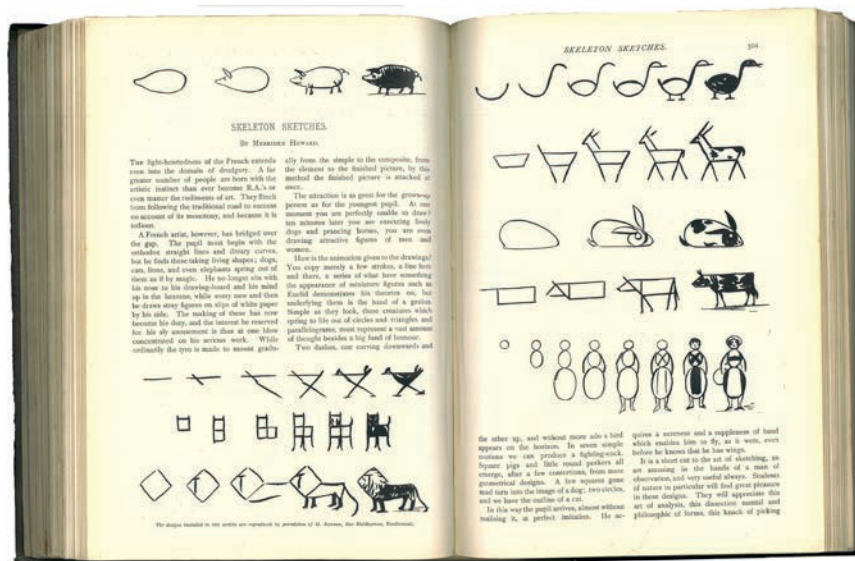 SKELETON SKETCHES.
BY MERRIDEN HOWARD.
THE light-heartedness of the French extends
even into the domain of drudgery. A far
greater number of people are born with the
artistic instinct than ever become R.A.'s or
even master the rudiments of art. They flinch
from following the traditional road to success
on account of its monotony, and because it is
tedious.
A French artist, however, has bridged over
the gap. The pupil must begin with the
orthodox straight lines and dreary curves,
but he finds these taking living shapes; dogs,
cats, lions, and even elephants spring out of
them as if by magic. He no longer sits with
his nose to his drawing-board and his mind
up in the heavens, while every now and then
he draws stray figures on slips of white paper
by his side. The making of these has now
become his duty, and the interest he reserved
for his sly amusement is thus at one blow
concentrated on his serious work. While
ordinarily the tyro is made to mount gradu-
ally from the simple to the composite, from
the element to the finished picture, by this
method the finished picture is attacked at
once.
The attraction is as great for the grown-up
person as for the youngest pupil. At one
moment you are perfectly unable to draw;
ten minutes later you are executing lively
dogs and prancing horses, you are even
drawing attractive figures of men and
women.
How is the animation given to the drawings?
You copy merely a few strokes, a line here
and there, a series of what have something
the appearance of miniature figures such as
Euclid demonstrates his theories on, but
underlying them is the hand of a genius.
Simple as they look, these creatures which
spring to life out of circles and triangles and
parallelograms, must represent a vast amount
of thought besides a big fund of humour.
Two dashes, one curving downwards and
The designs included in this article are reproduced by permission of M.
SKELETON SKETCHES.
the other up, and without more ado a bird
appears on the horizon. In seven simple
motions we can produce a fighting-cock.
Square pigs and little round porkers all
emerge, after a few contortions, from mere
geometrical designs. A few squares gone
mad turn into the image of a dog; two circles,
and we have the outline of a cat.
In this way the pupil arrives, almost without
realising it, at perfect imitation. He ac-
quires a sureness and a suppleness of hand
which enables him to fly, as it were, even
before he knows that he has wings.
It is a short cut to the art of sketching, an
art amusing in the hands of a man of
observation, and very useful always. Students
of nature in particular will find great pleasure
in these designs. They will appreciate this
art of analysis, this dissection mental and
philosophic of forms, this knack of picking